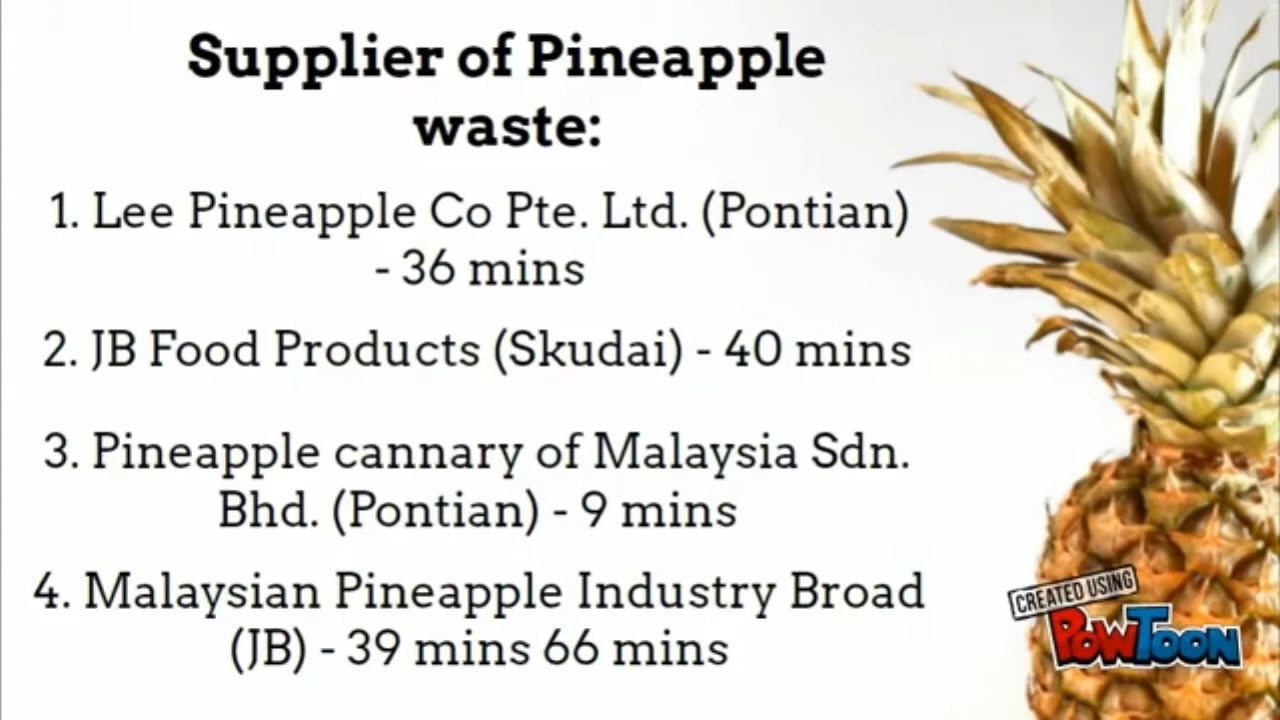 Supplier of Pineapple
waste:
1. Lee Pineapple Co Pte. Ltd. (Pontian)
- 36 mins
2. JB Food Products (Skudai) - 40 mins
3. Pineapple cannary of Malaysia Sdn.
Bhd. (Pontian) - 9 mins
4. Malaysian Pineapple Industry Broad
(JB) - 39 mins 66 mins
CREATED USING
POWTOON